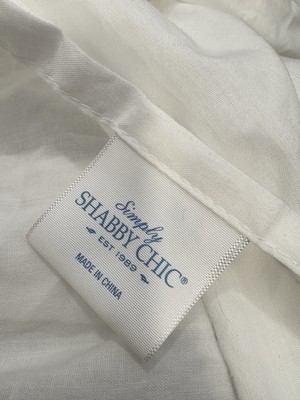 Simply
SHABBY CHIC®
EST 1989
MADE IN CHINA